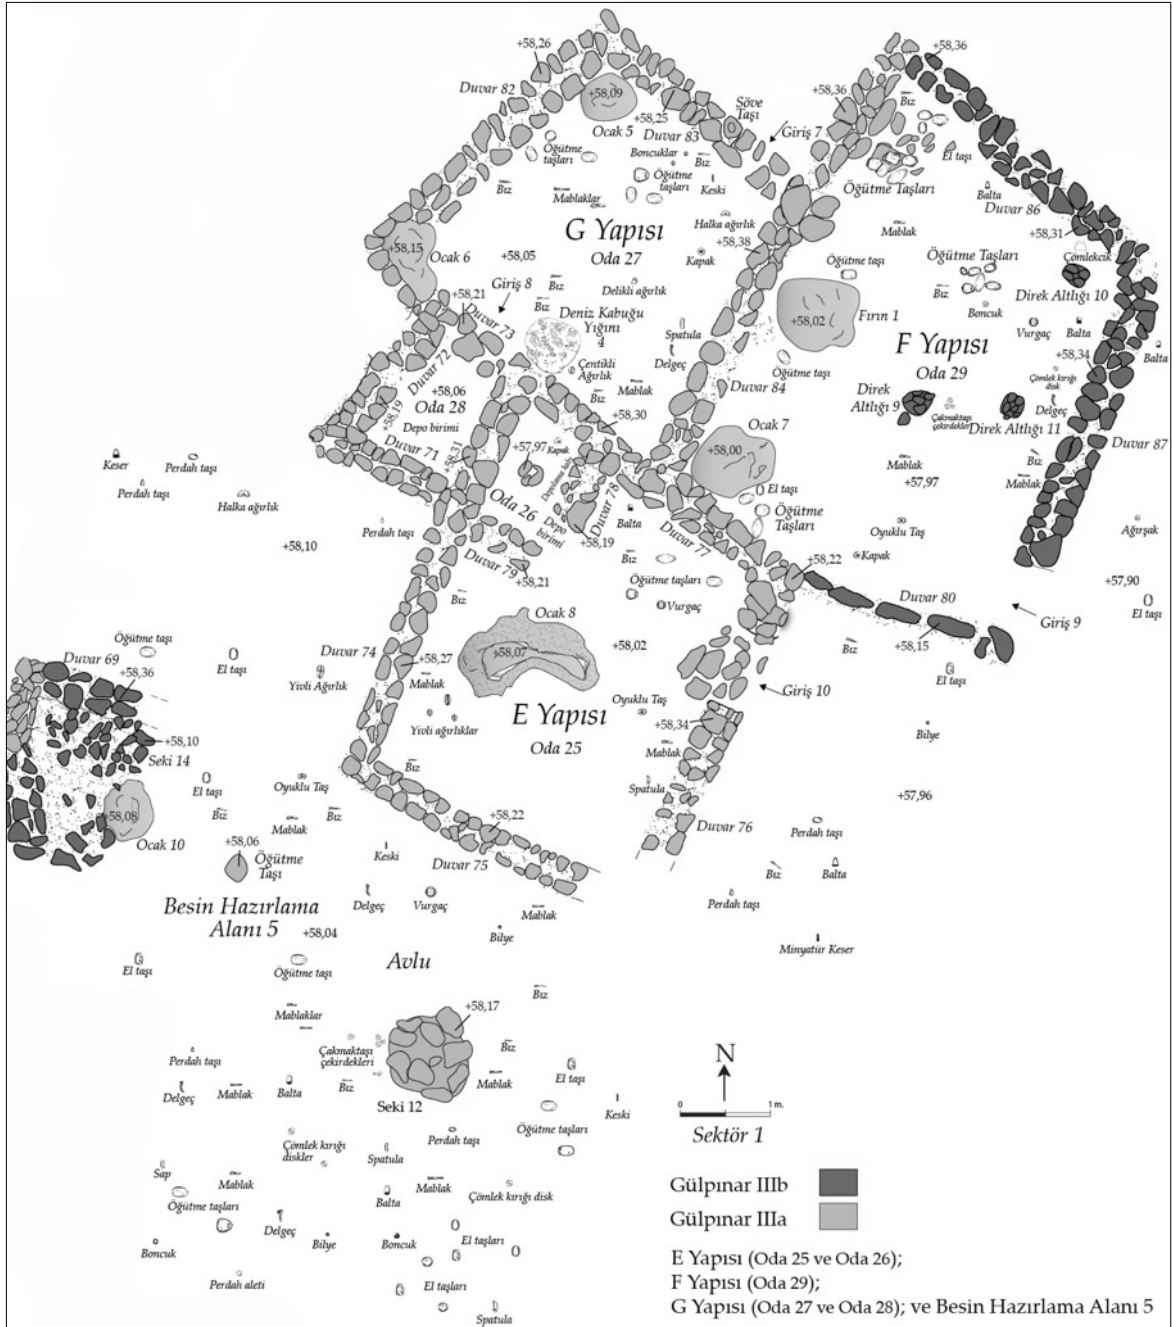 +58,26
+58,36
Duvar 82
+58,09
+58,36
Bız
Söve
Taşı
+58,25
Ocak 5
Duvar 83
Giriş 7
Öğütme
taşları
Boncuklar
Bız
El taşı
Öğütme
taşları
Keski
Öğütme Taşları
Bız
Mablaklar
Balta
Duvar 86
G Yapısı
Oda 27
Halka ağırlık
Mablak
+58,31
+58,15
Ocak 6
+58,05
+58,38
Kapak
Öğütme taşı
Öğütme Taşları
Çömlekcik
Direk Altlığı 10
Giriş 8
Bız
Delikli ağırlık
Bız
+58,21
Bız
Boncuk
Duvar 73
Deniz Kabuğu
Yığını
4
Spatula
+58,02
Fırın 1
Vurgaç
Balta
Balta
F Yapısı
Oda 29
Duvar 72
Delgeç
+58,34
Çentikli
Ağırlık
Öğütme taşı
Çömlek kırığı
disk
+58,06
Oda 28
Depo birimi
Mablak
Duvar 84
Direk
Altlığı 9
Delgeç
+58,19
Bız
+58,30
Çakmaktaşı
çekirdekler
Direk Altlığı 11
Ocak 7
Duvar 71
+58,31
+57,97
Kapak
Duvar 87
Keser
Perdah taşı
+58,00
Mablak
Bız
Perdah taşı
Halka ağırlık
Oda 26
Depo
birimi
Duvar 78
El taşı
+57,97
Mablak
Öğütme
Taşları
Perdah taşı
Balta
Oyuklu Taş
Ağırşak
+58,10
+58,19
Duvar 77
Duvar 79
Bız
Kapak
+58,21
+58,22
Öğütme taşları
Duvar 80
+57,90
Bız
Vurgaç
Ocak 8
El taşı
Giriş 9
Öğütme taşı
+58,02
+58,15
Duvar 74
+58,27
+58,07
Bız
Duvar 69
El taşı
El taşı
+58,36
Yivli Ağırlık
Mablak
Giriş 10
E Yapısı
Oda 25
Oyuklu Taş
Yivli ağırlıklar
+58,34
Bilye
+58,10
Seki 14
Mablak
Bız
El taşı
Oyuklu Taş
Spatula
+57,96
+58,08
Bız
Bız
Mablak
+58,22
Duvar 76
Perdah taşı
Ocak 10
+58,06
Öğütme
Taşı
Keski
Duvar 75
Bız
Balta
Besin Hazırlama
Alanı 5
Delgeç
Vurgaç
Perdah taşı
Mablak
+58,04
Bilye
Minyatür Keser
El taşı
Avlu
Öğütme taşı
Bız
+58,17
Mablaklar
Çakmaktaşı
çekirdekleri
Bız
Perdah taşı
N
El taşı
Delgeç
Mablak
Balta
Bız
Mablak
Seki 12
Keski
0
1 m.
Öğütme taşları
Sektör 1
Çömlek kırığı
diskler
Perdah taşı
Spatula
Sap
Mablak
Mablak
Gülpınar IIIb
Öğütme taşları
Balta
Çömlek kırığı disk
Gülpınar IIIa
Delgeç
Boncuk
Bilye
Boncuk
El taşları
E Yapısı (Oda 25 ve Oda 26);
Perdah aleti
El taşları
F Yapısı (Oda 29);
Spatula
G Yapısı (Oda 27 ve Oda 28); ve Besin Hazırlama Alanı 5